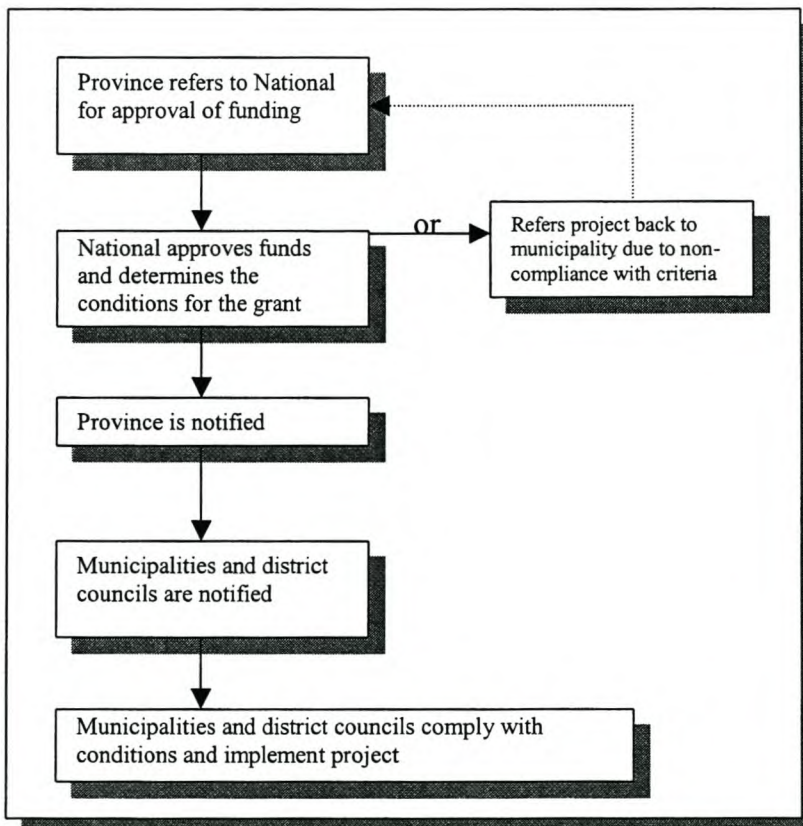 Province refers to National
for approval of funding
or
Refers project back to
municipality due to non-
compliance with criteria
National approves funds
and determines the
conditions for the grant
Province is notified
Municipalities and district
councils are notified
Municipalities and district councils comply with
conditions and implement project